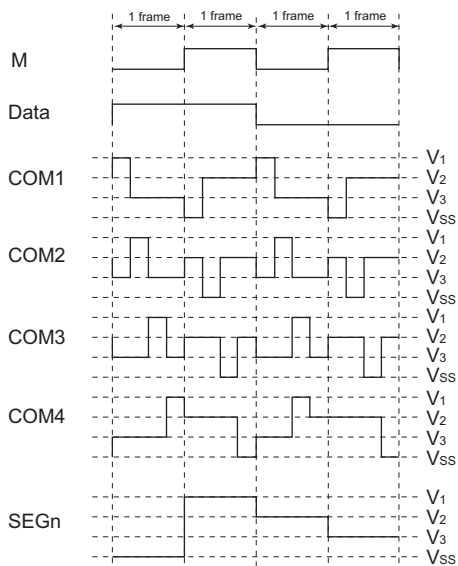 1 frame 1 frame 1 frame 1 frame
M
Data
COM1
V1
V2
V3
VSS
COM2
V1
V2
V3
VSS
COM3
V1
V2
V3
VSS
COM4
V1
V2
V3
VSS
SEGn
V1
V2
V3
VSS